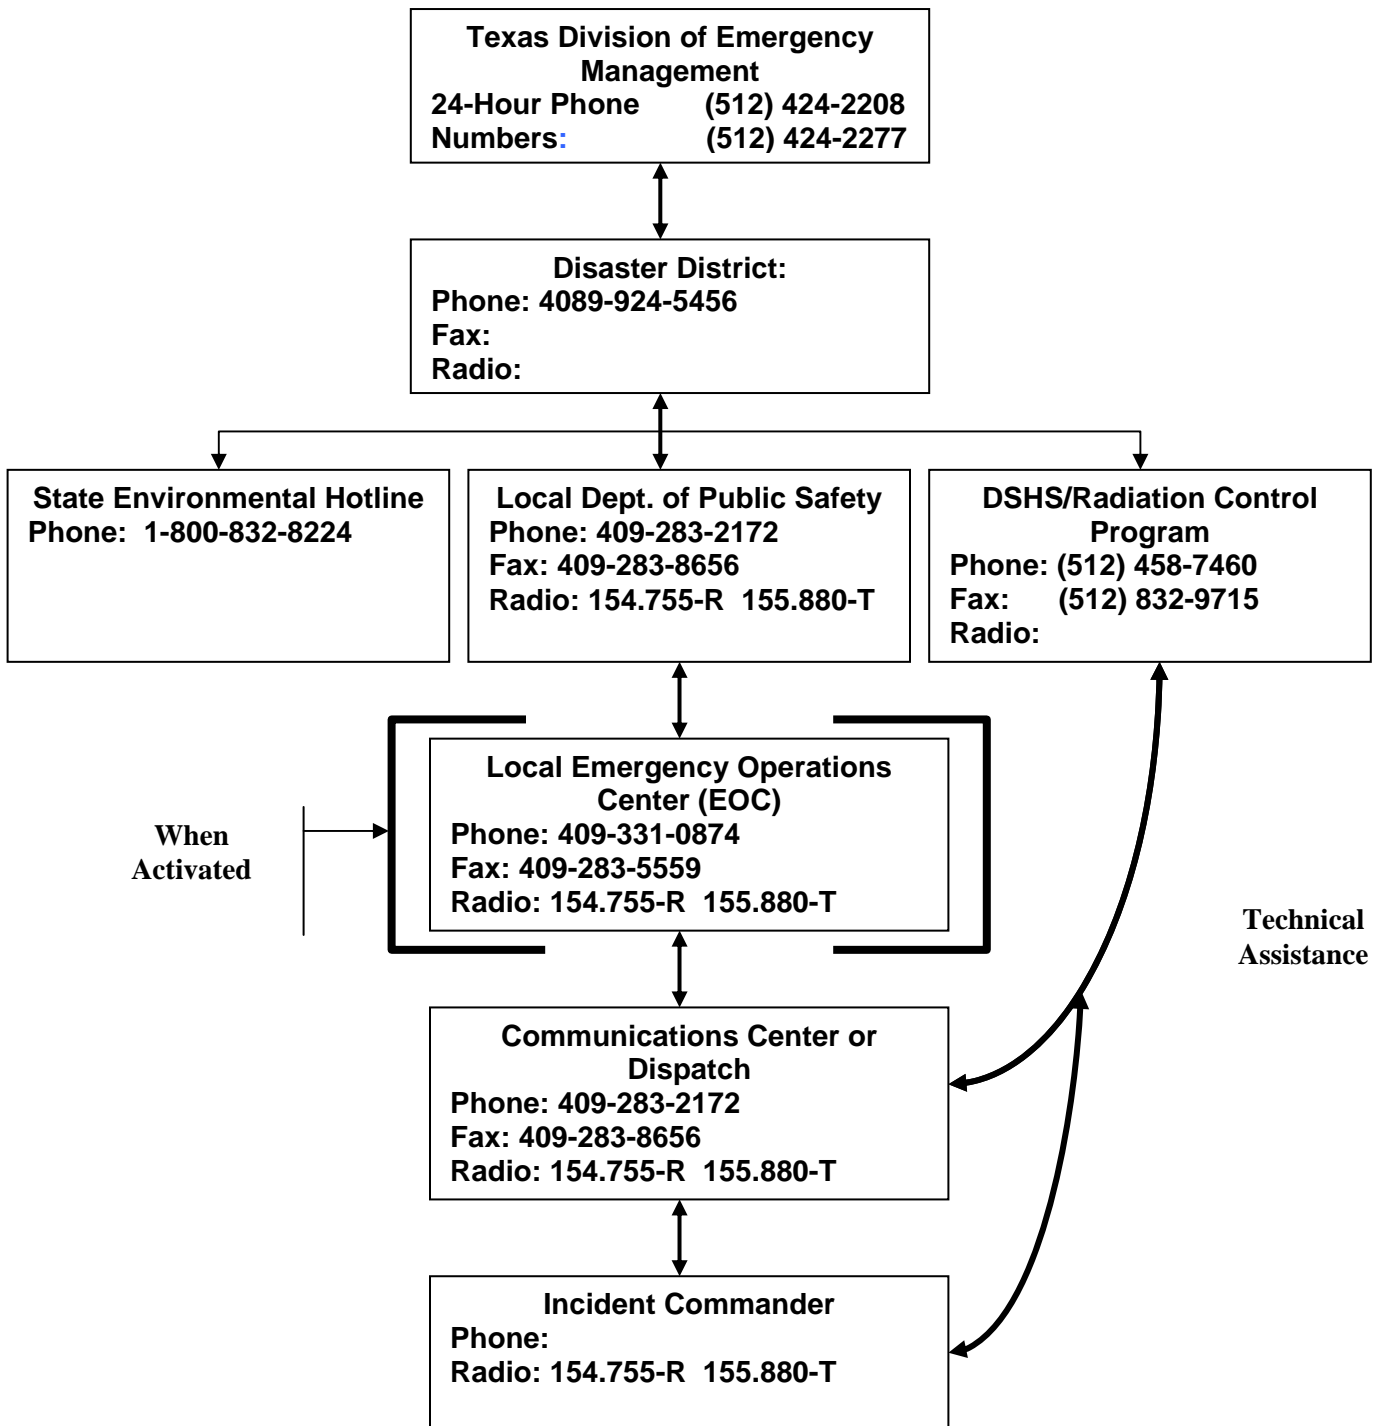 Texas Division of Emergency
Management
24-Hour Phone (512) 424-2208
Numbers: (512) 424-2277
Disaster District:
Phone: 4089-924-5456
Fax:
Radio:
State Environmental Hotline
Phone: 1-800-832-8224
Local Dept. of Public Safety
Phone: 409-283-2172
Fax: 409-283-8656
Radio: 154.755-R 155.880-T
DSHS/Radiation Control
Program
Phone: (512) 458-7460
Fax: (512) 832-9715
Radio:
When
Activated
Local Emergency Operations
Center (EOC)
Phone: 409-331-0874
Fax: 409-283-5559
Radio: 154.755-R 155.880-T
Technical
Assistance
Communications Center or
Dispatch
Phone: 409-283-2172
Fax: 409-283-8656
Radio: 154.755-R 155.880-T
Incident Commander
Phone:
Radio: 154.755-R 155.880-T